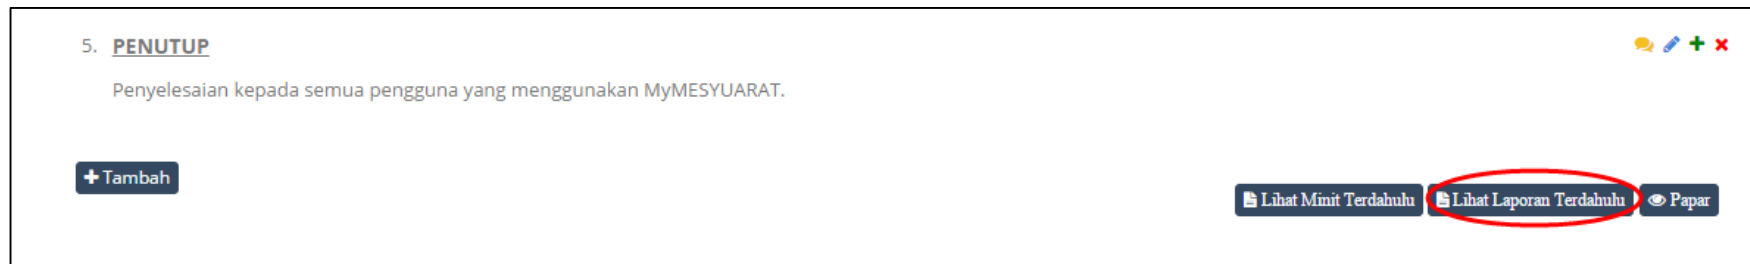 5. PENUTUP
Penyelesaian kepada semua pengguna yang menggunakan MyMESYUARAT.
Tambah
Lihat Minit Terdahulu Lihat Laporan Terdahulu Papar